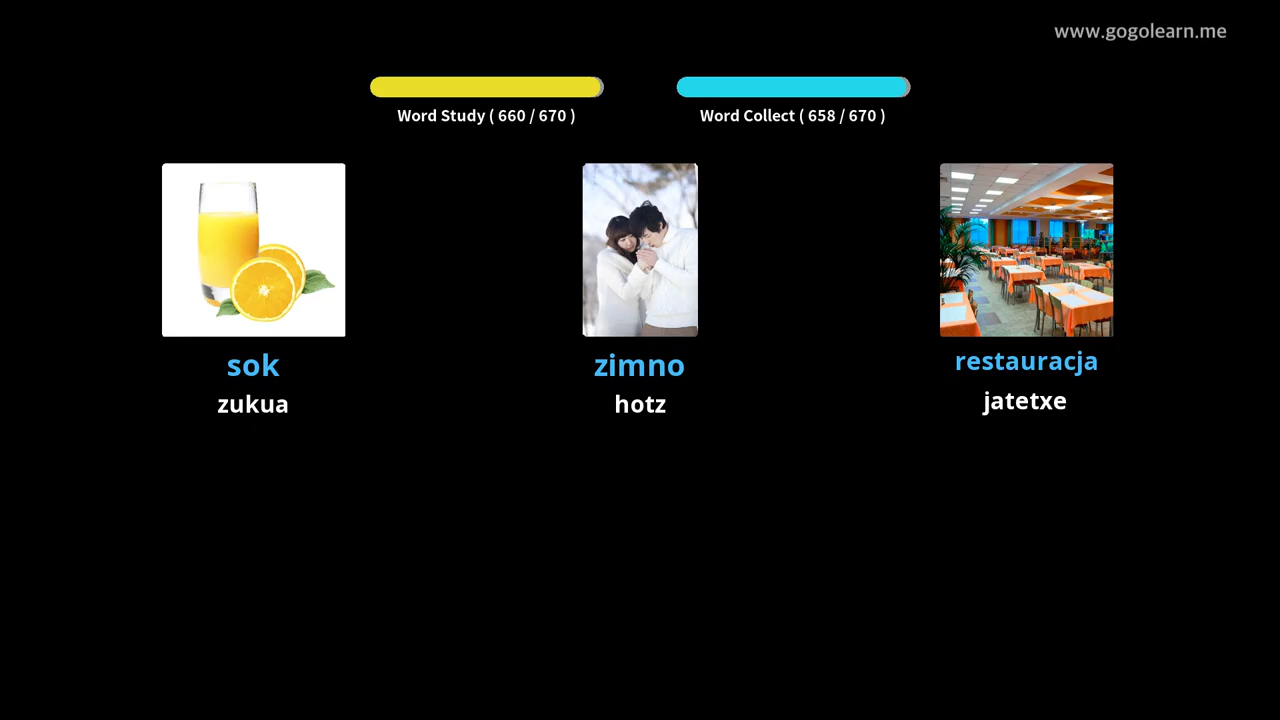 www.gogolearn.me
Word Study ( 660 / 670 )
Word Collect ( 658 / 670 )
sok
zukua
zimno
hotz
restauracja
jatetxe